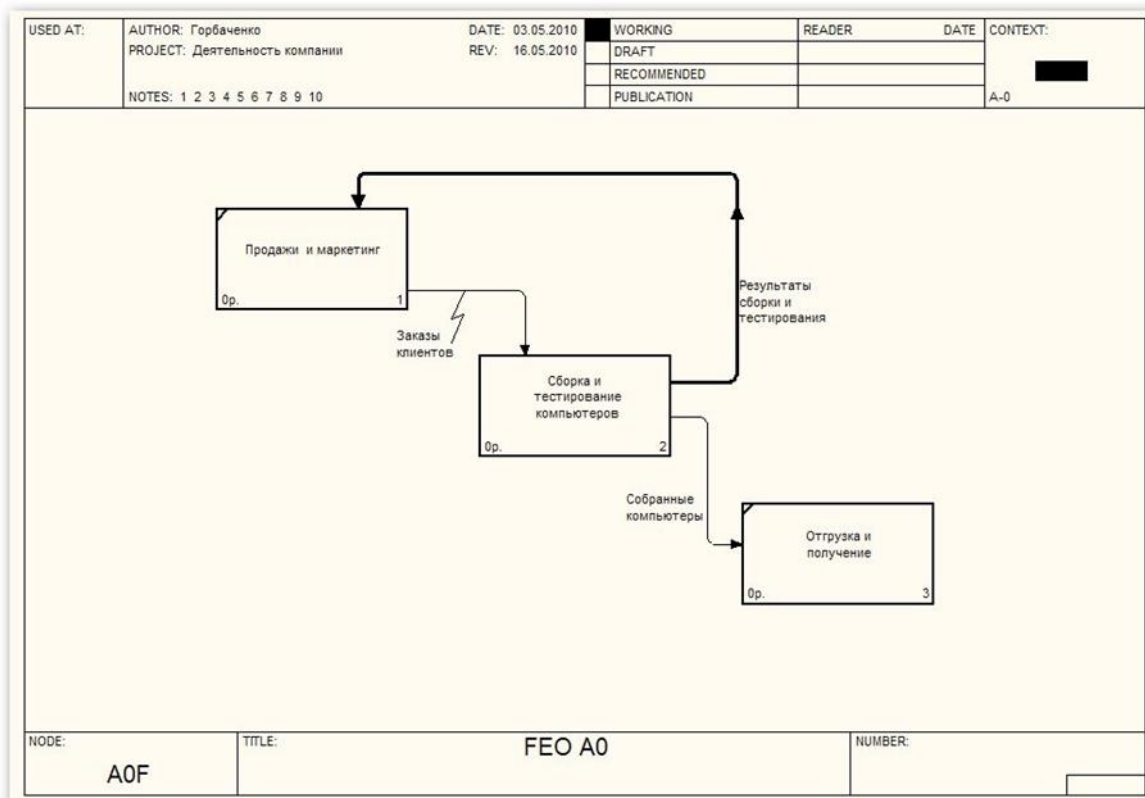 USED AT:
AUTHOR: Горбаченко
DATE: 03.05.2010
PROJECT: Деятельность компании
REV: 16.05.2010
NOTES: 1 2 3 4 5 6 7 8 9 10
WORKING
DRAFT
RECOMMENDED
PUBLICATION
READER
DATE
CONTEXT:
A-0
Продажи и маркетинг
0р.
1
Заказы
клиентов
Результаты
сборки и
тестирования
Сборка и
тестирование
компьютеров
0р.
2
Собранные
компьютеры
Отгрузка и
получение
0р.
3
NODE:
A0F
TITLE:
FEO A0
NUMBER: